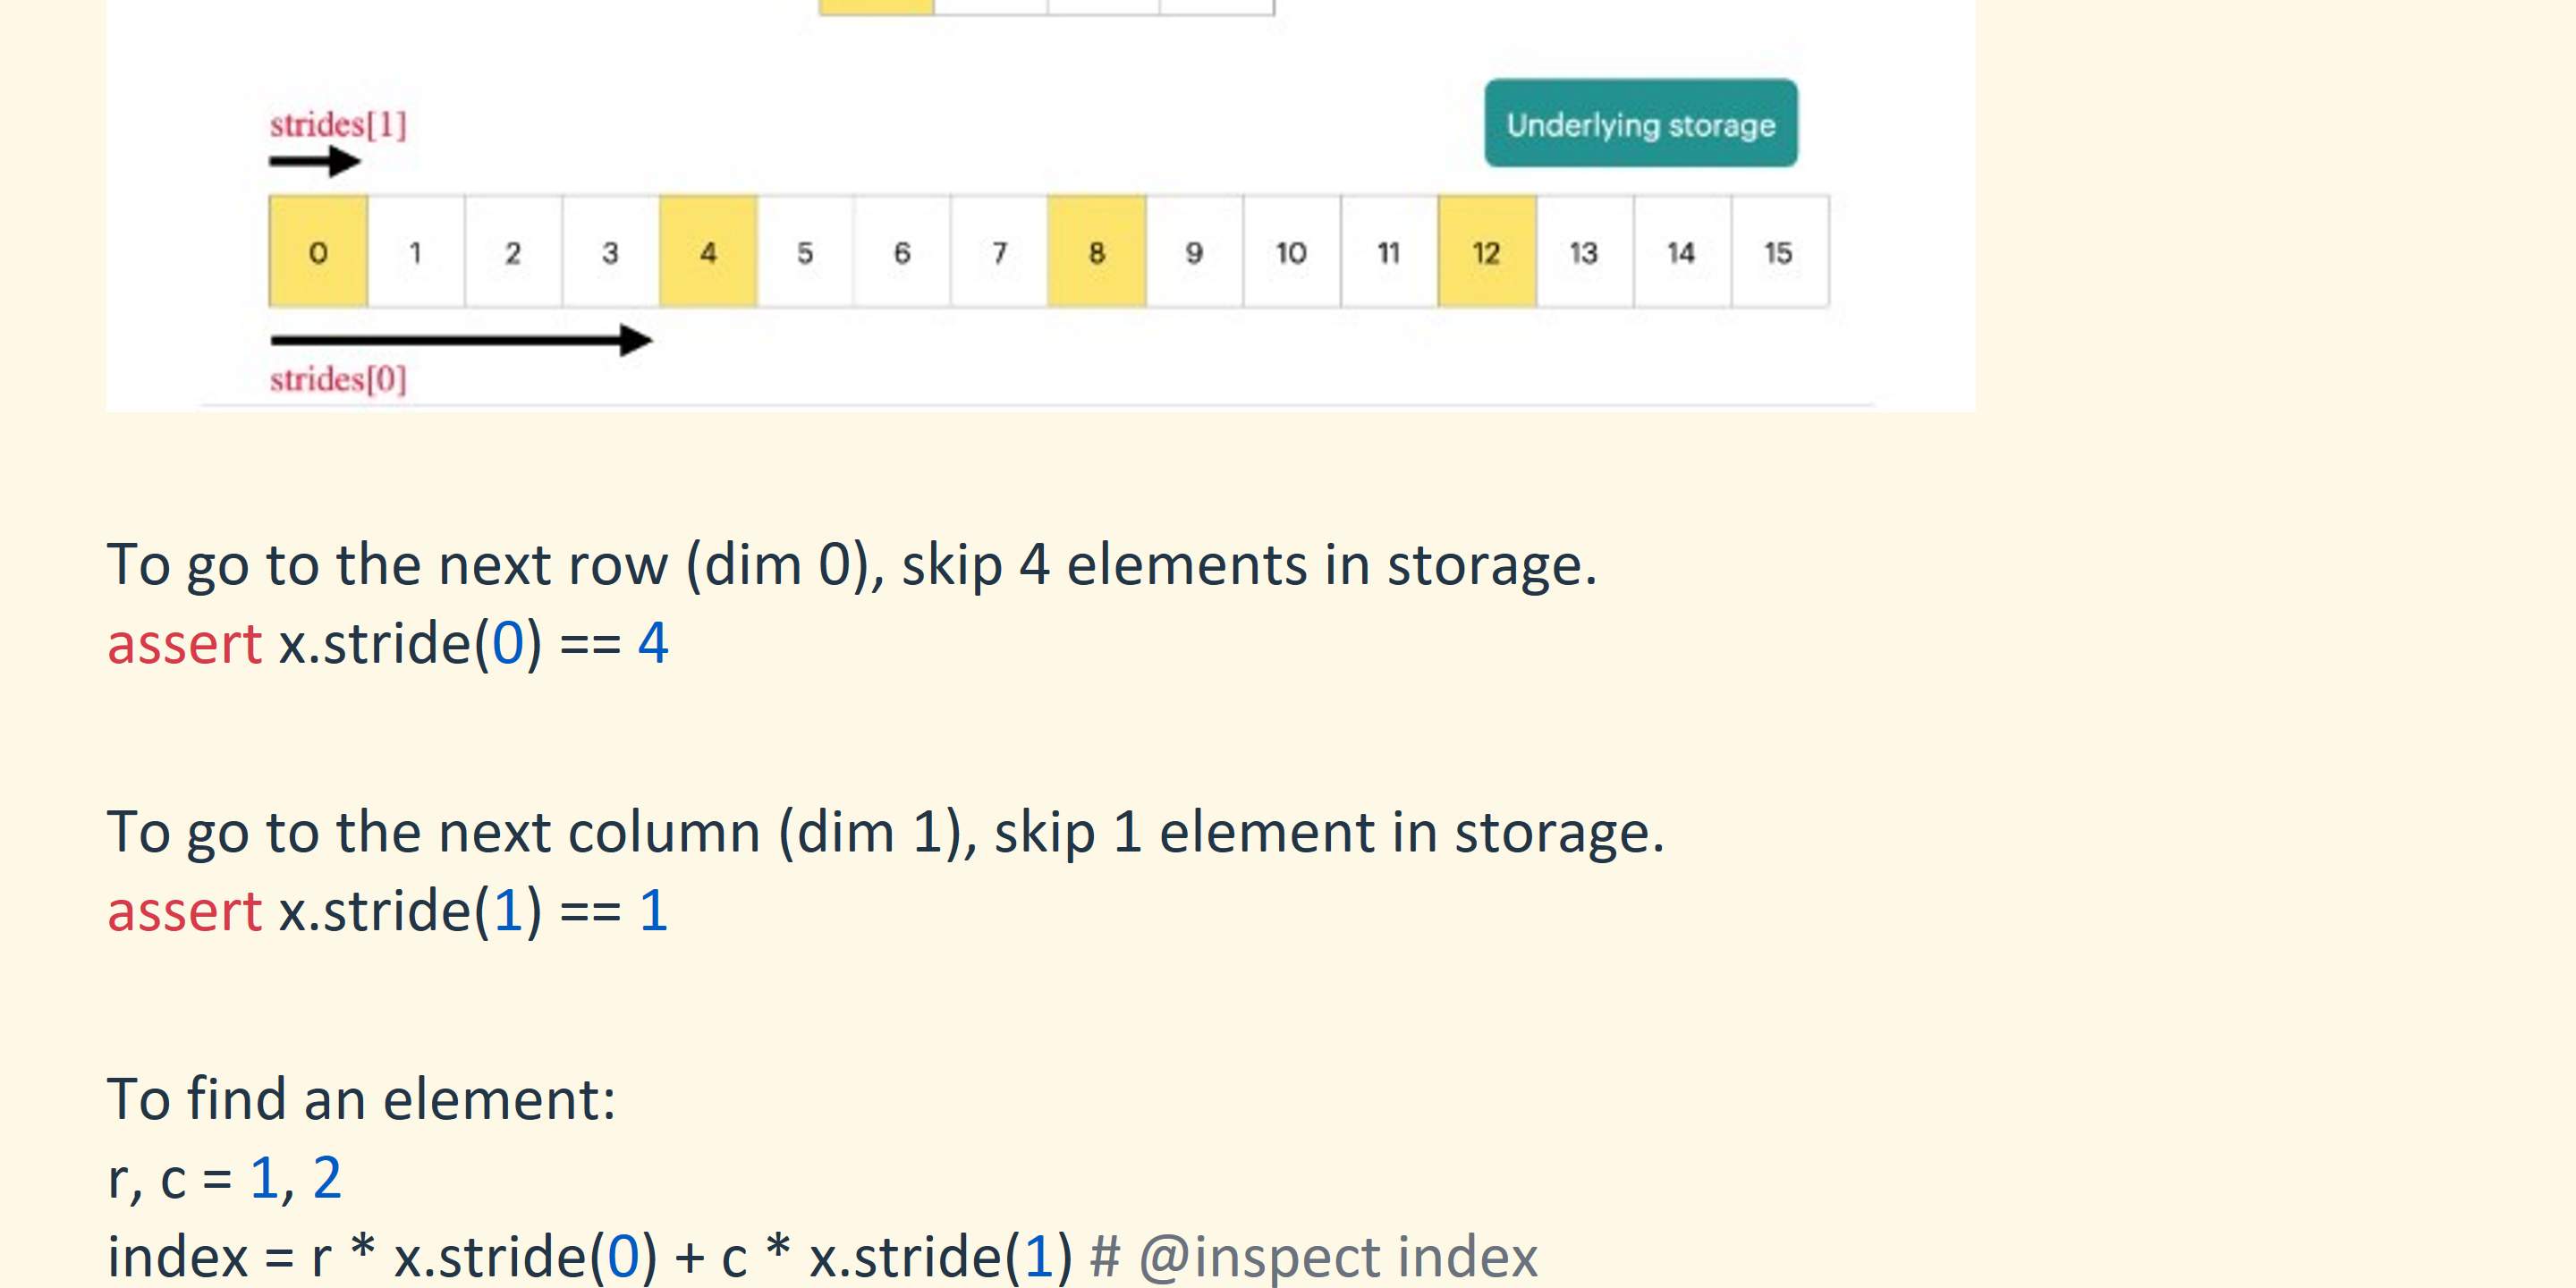 strides[1]
Underlying storage
0 1 2 3 4 5 6 7 8 9 10 11 12 13 14 15
strides[0]
To go to the next row (dim 0), skip 4 elements in storage.
assert x.stride(0) == 4
To go to the next column (dim 1), skip 1 element in storage.
assert x.stride(1) == 1
To find an element:
r, c = 1, 2
index = r * x.stride(0) + c * x.stride(1) # @inspect index